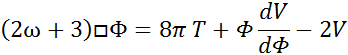 (2ω + 3)□Φ = 8π T + Φ dV/dΦ − 2V